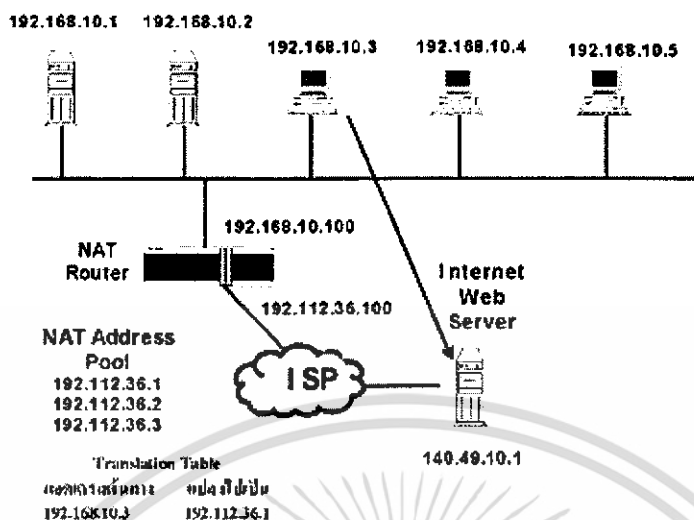 192.168.10.1 192.168.10.2
192.168.10.3 192.168.10.4 192.168.10.5
192.168.10.100
NAT
Router
192.112.36.100
Internet
Web
Server
NAT Address
Pool
192.112.36.1
192.112.36.2
192.112.36.3
ISP
140.49.10.1
Translation Table
192.168.10.3 192.112.36.1